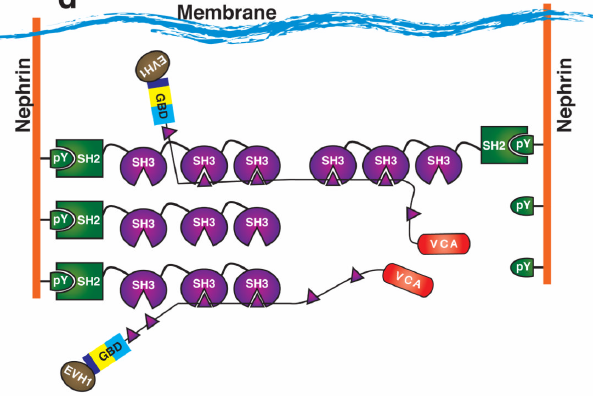 d
Membrane
Nephrin
Nephrin
EVH1
GBD
pY SH2 SH3 SH3 SH3 SH3 SH3 SH3 SH2 pY
pY SH2 SH3 SH3 SH3 pY
VCA
pY SH2 SH3 SH3 SH3 VCA pY
GBD
EVH1